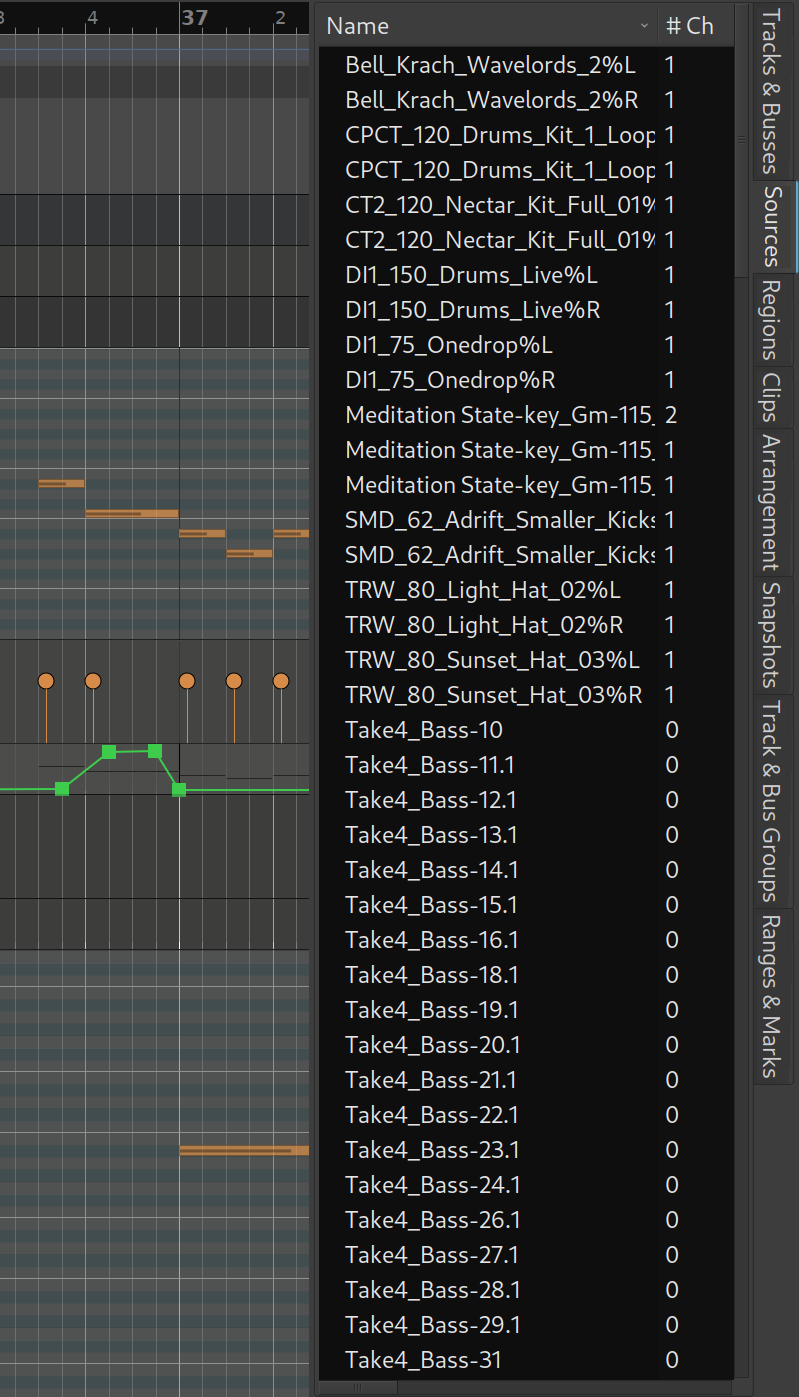 4 37 2
Name # Ch
Bell_Krach_Wavelords_2%L 1
Bell_Krach_Wavelords_2%R 1
CPCT_120_Drums_Kit_1_Loop 1
CPCT_120_Drums_Kit_1_Loop 1
CT2_120_Nectar_Kit_Full_01% 1
CT2_120_Nectar_Kit_Full_01% 1
DI1_150_Drums_Live%L 1
DI1_150_Drums_Live%R 1
DI1_75_Onedrop%L 1
DI1_75_Onedrop%R 1
Meditation State-key_Gm-115_ 2
Meditation State-key_Gm-115_ 1
Meditation State-key_Gm-115_ 1
SMD_62_Adrift_Smaller_Kicks 1
SMD_62_Adrift_Smaller_Kicks 1
TRW_80_Light_Hat_02%L 1
TRW_80_Light_Hat_02%R 1
TRW_80_Sunset_Hat_03%L 1
TRW_80_Sunset_Hat_03%R 1
Take4_Bass-10 0
Take4_Bass-11.1 0
Take4_Bass-12.1 0
Take4_Bass-13.1 0
Take4_Bass-14.1 0
Take4_Bass-15.1 0
Take4_Bass-16.1 0
Take4_Bass-18.1 0
Take4_Bass-19.1 0
Take4_Bass-20.1 0
Take4_Bass-21.1 0
Take4_Bass-22.1 0
Take4_Bass-23.1 0
Take4_Bass-24.1 0
Take4_Bass-26.1 0
Take4_Bass-27.1 0
Take4_Bass-28.1 0
Take4_Bass-29.1 0
Take4_Bass-31 0
Tracks & Busses
Sources
Regions
Clips
Arrangement
Snapshots
Track & Bus Groups
Ranges & Marks